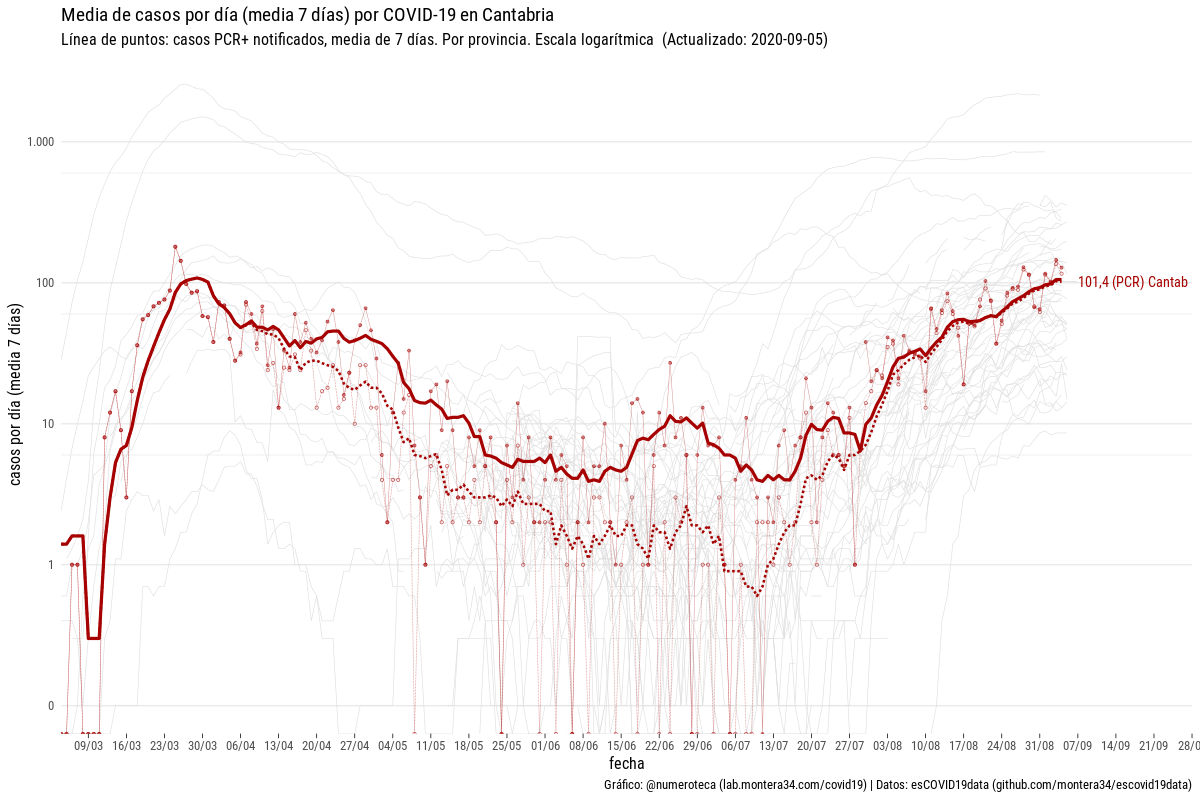 Media de casos por día (media 7 días) por COVID-19 en Cantabria
Línea de puntos: casos PCR+ notificados, media de 7 días. Por provincia. Escala logarítmica  (Actualizado: 2020-09-05)
casos por día (media 7 días)
1.000
100
10
1
0
101,4 (PCR) Cantab
09/03 16/03 23/03 30/03 06/04 13/04 20/04 27/04 04/05 11/05 18/05 25/05 01/06 08/06 15/06 22/06 29/06 06/07 13/07 20/07 27/07 03/08 10/08 17/08 24/08 31/08 07/09 14/09 21/09 28/0
fecha
Gráfico: @numeroteca (lab.montera34.com/covid19) | Datos: esCOVID19data (github.com/montera34/escovid19data)